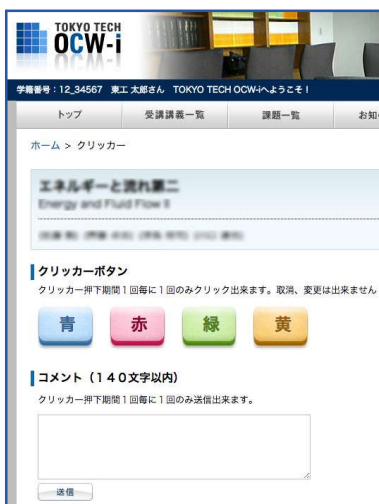 TOKYO TECH
OCW-i
学籍番号：12_34567　東工 太郎さん　TOKYO TECH OCW-iへようこそ！
トップ　受講講義一覧　課題一覧　お知
ホーム > クリッカー
エネルギーと流れ第二
Energy and Fluid Flow II
クリッカーボタン
クリッカー押下期間１回毎に１回のみクリック出来ます。取消、変更は出来ません
青　赤　緑　黄
コメント（１４０文字以内）
クリッカー押下期間１回毎に１回のみ送信出来ます。
送信